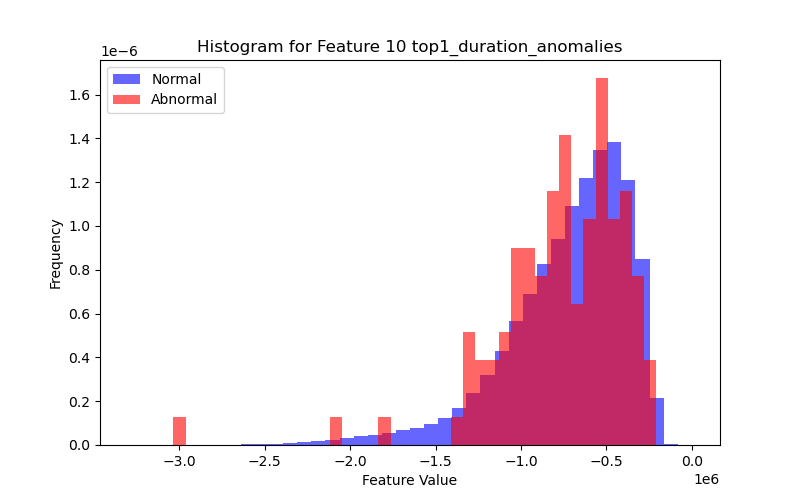 Histogram for Feature 10 top1_duration_anomalies
1e−6
Normal
Abnormal
1.6
1.4
1.2
1.0
0.8
0.6
0.4
0.2
0.0
Frequency
−3.0 −2.5 −2.0 −1.5 −1.0 −0.5 0.0
Feature Value
1e6